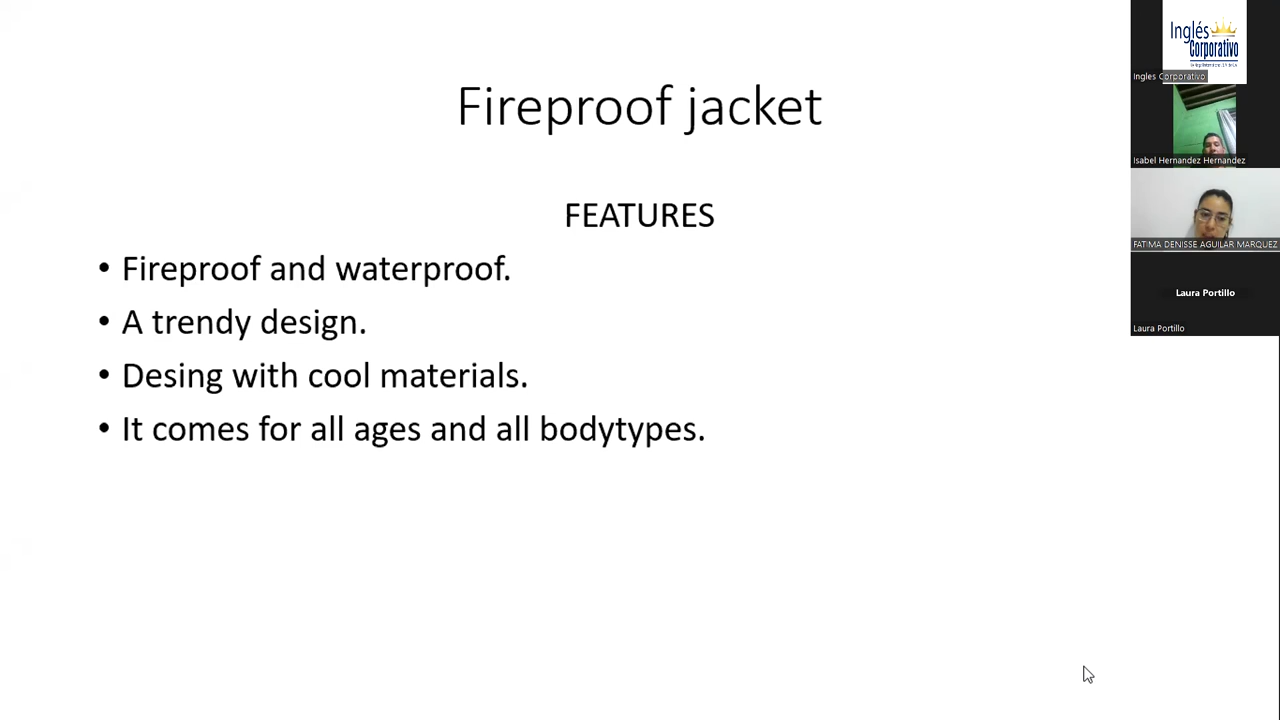 Fireproof jacket
FEATURES
• Fireproof and waterproof.
• A trendy design.
• Desing with cool materials.
• It comes for all ages and all bodytypes.
Inglés
Corporativo
Ingles Corporativo
Isabel Hernandez Hernandez
FATIMA DENISSE AGUILAR MARQUEZ
Laura Portillo
Laura Portillo